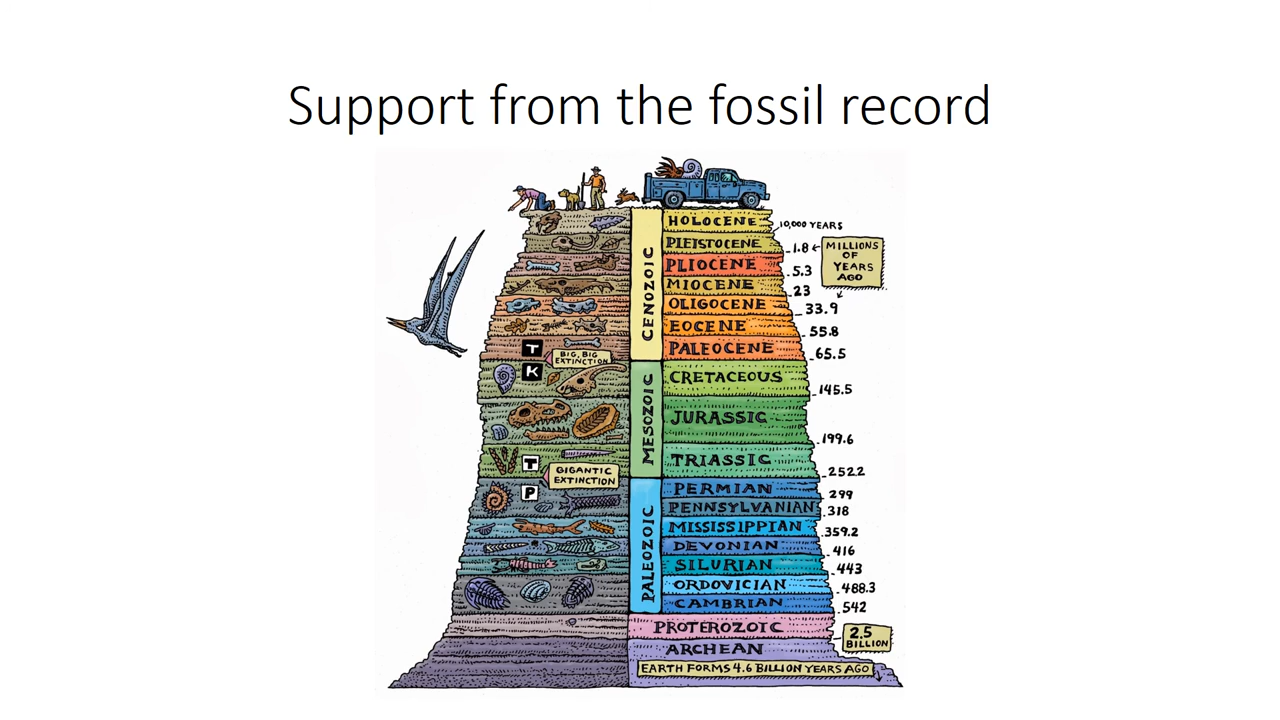 Support from the fossil record
HOLOCENE
10,000 YEARS
PLEISTOCENE
1.8
MILLIONS
OF
YEARS
AGO
PLIOCENE
5.3
MIOCENE
23
OLIGOCENE
33.9
EOCENE
55.8
PALEOCENE
65.5
CENOZOIC
T
BIG, BIG
EXTINCTION
K
CRETACEOUS
145.5
JURASSIC
199.6
TRIASSIC
252.2
MESOZOIC
T
GIGANTIC
EXTINCTION
P
PERMIAN
299
PENNSYLVANIAN
318
MISSISSIPPIAN
359.2
DEVONIAN
416
SILURIAN
443
ORDOVICIAN
488.3
CAMBRIAN
542
PALEOZOIC
PROTEROZOIC
2.5
BILLION
ARCHEAN
EARTH FORMS 4.6 BILLION YEARS AGO